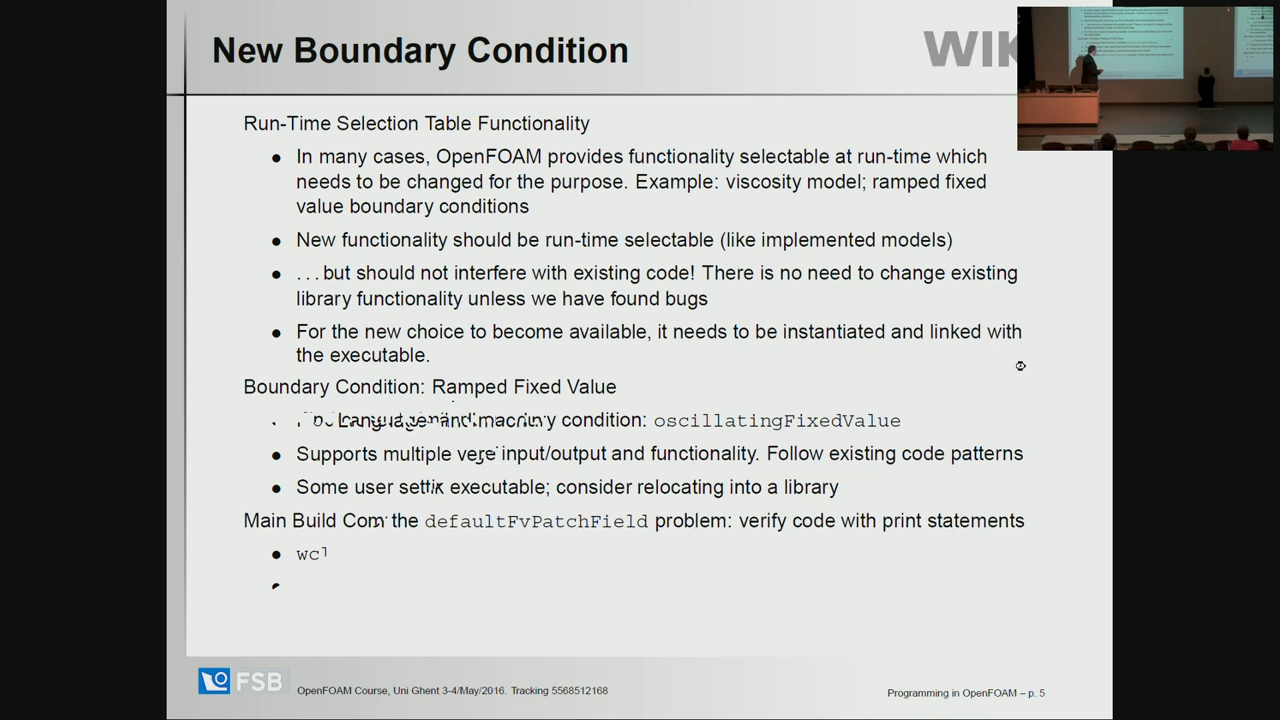 New Boundary Condition
WIK
Run-Time Selection Table Functionality
● In many cases, OpenFOAM provides functionality selectable at run-time which
needs to be changed for the purpose. Example: viscosity model; ramped fixed
value boundary conditions
● New functionality should be run-time selectable (like implemented models)
● ...but should not interfere with existing code! There is no need to change existing
library functionality unless we have found bugs
● For the new choice to become available, it needs to be instantiated and linked with
the executable.
Boundary Condition: Ramped Fixed Value
condition: oscillatingFixedValue
● Supports multiple input/output and functionality. Follow existing code patterns
● Some user executable; consider relocating into a library
Main Build the defaultFvPatchField problem: verify code with print statements
FSB
OpenFOAM Course, Uni Ghent 3-4/May/2016. Tracking 5568512168
Programming in OpenFOAM – p. 5